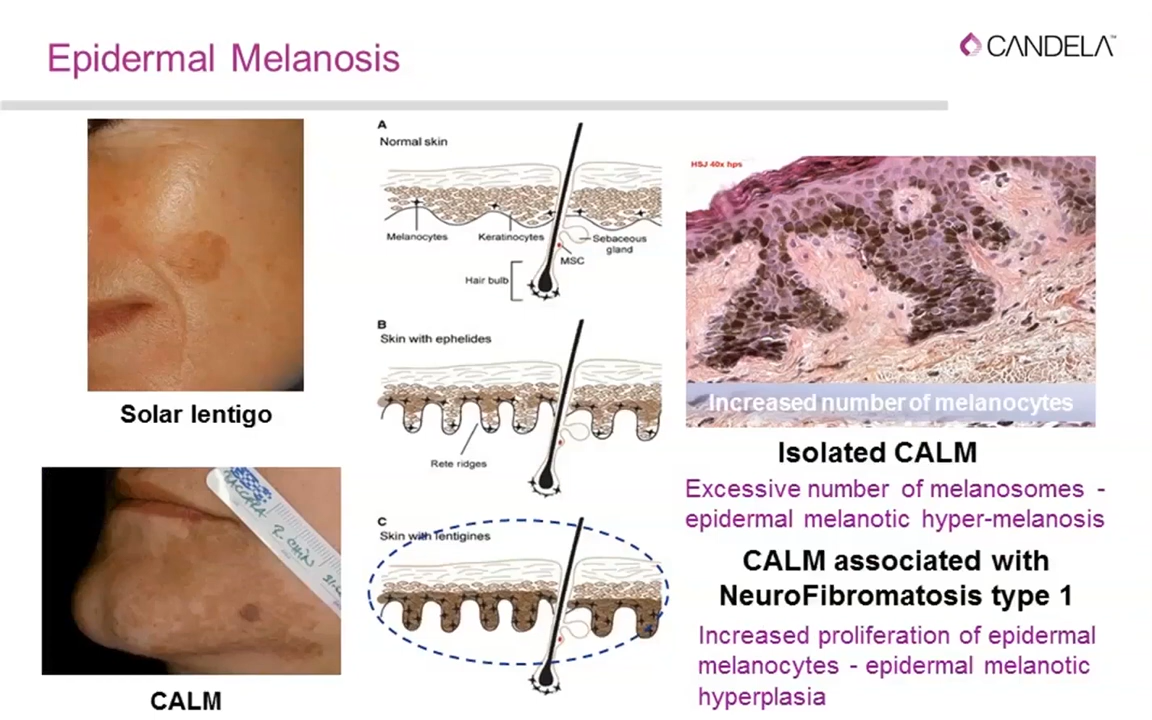 Epidermal Melanosis
CANDELA™
Solar lentigo
CALM
A
Normal skin
Melanocytes
Keratinocytes
Sebaceous
gland
MSC
Hair bulb
B
Skin with ephelides
Rete ridges
C
Skin with lentigines
HSJ 40x hps
Increased number of melanocytes
Isolated CALM
Excessive number of melanosomes -
epidermal melanotic hyper-melanosis
CALM associated with
NeuroFibromatosis type 1
Increased proliferation of epidermal
melanocytes - epidermal melanotic
hyperplasia
R. CHIN